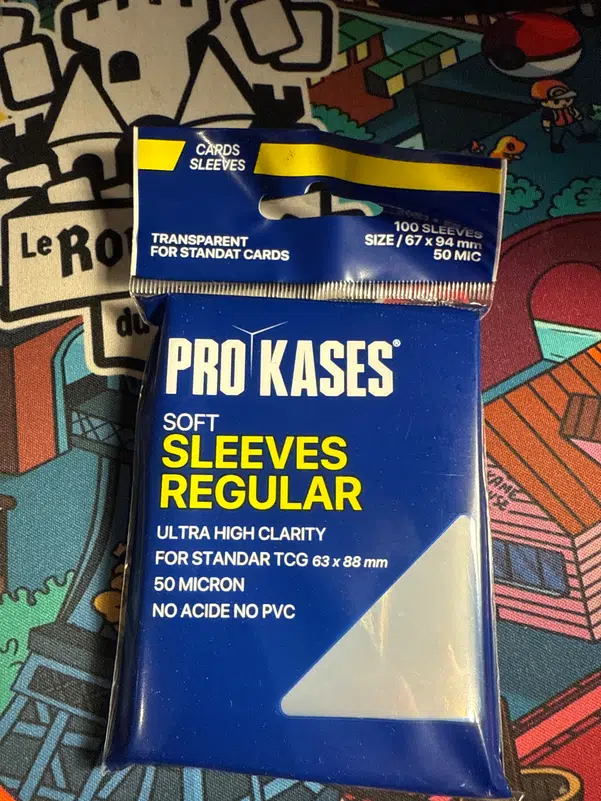 CARDS
SLEEVES
TRANSPARENT
FOR STANDAT CARDS
100 SLEEVES
SIZE / 67 x 94 mm
50 MIC
Le
du
PRO KASES®
SOFT
SLEEVES
REGULAR
ULTRA HIGH CLARITY
FOR STANDAR TCG 63 x 88 mm
50 MICRON
NO ACIDE NO PVC